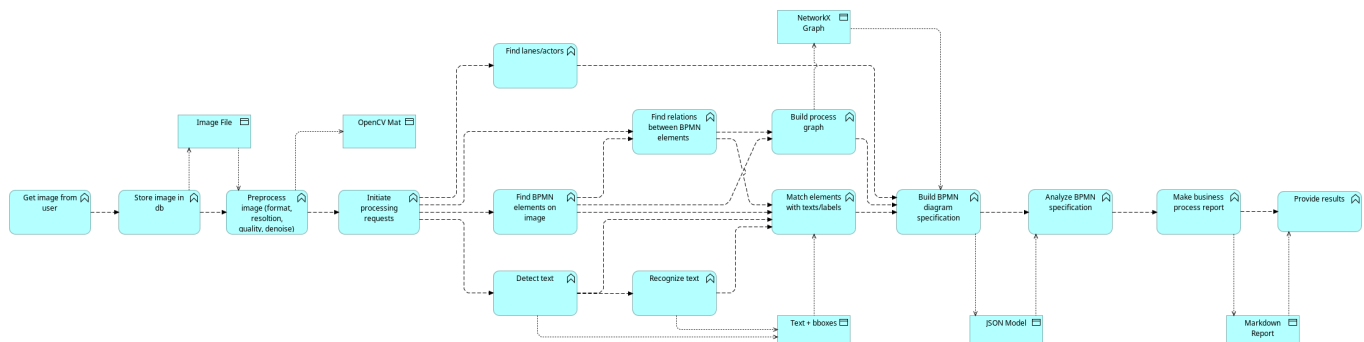 NetworkX
Graph
Find lanes/actors
Image File
OpenCV Mat
Find relations
between BPMN
elements
Build process
graph
Get image from
user
Store image in
db
Preprocess
image (format,
resoltion,
quality, denoise)
Initiate
processing
requests
Find BPMN
elements on
image
Match elements
with texts/labels
Build BPMN
diagram
specification
Analyze BPMN
specification
Make business
process report
Provide results
Detect text
Recognize text
Text + bboxes
JSON Model
Markdown
Report